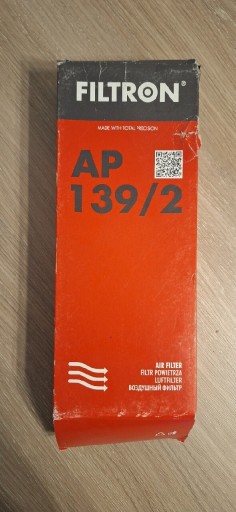 FILTRON®
MADE WITH TOTAL PRECISION
AP
139/2
AIR FILTER
FILTR POWIETRZA
LUFTFILTER
ВОЗДУШНЫЙ ФИЛЬТР